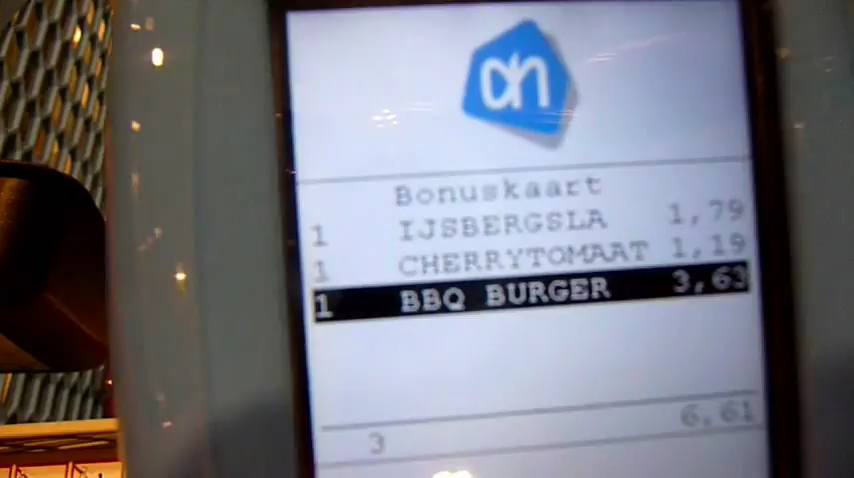 ah
Bonuskaart
1 IJSBERGSLA 1,79
1 CHERRYTOMAAT 1,19
1 BBQ BURGER 3,63
3 6,61